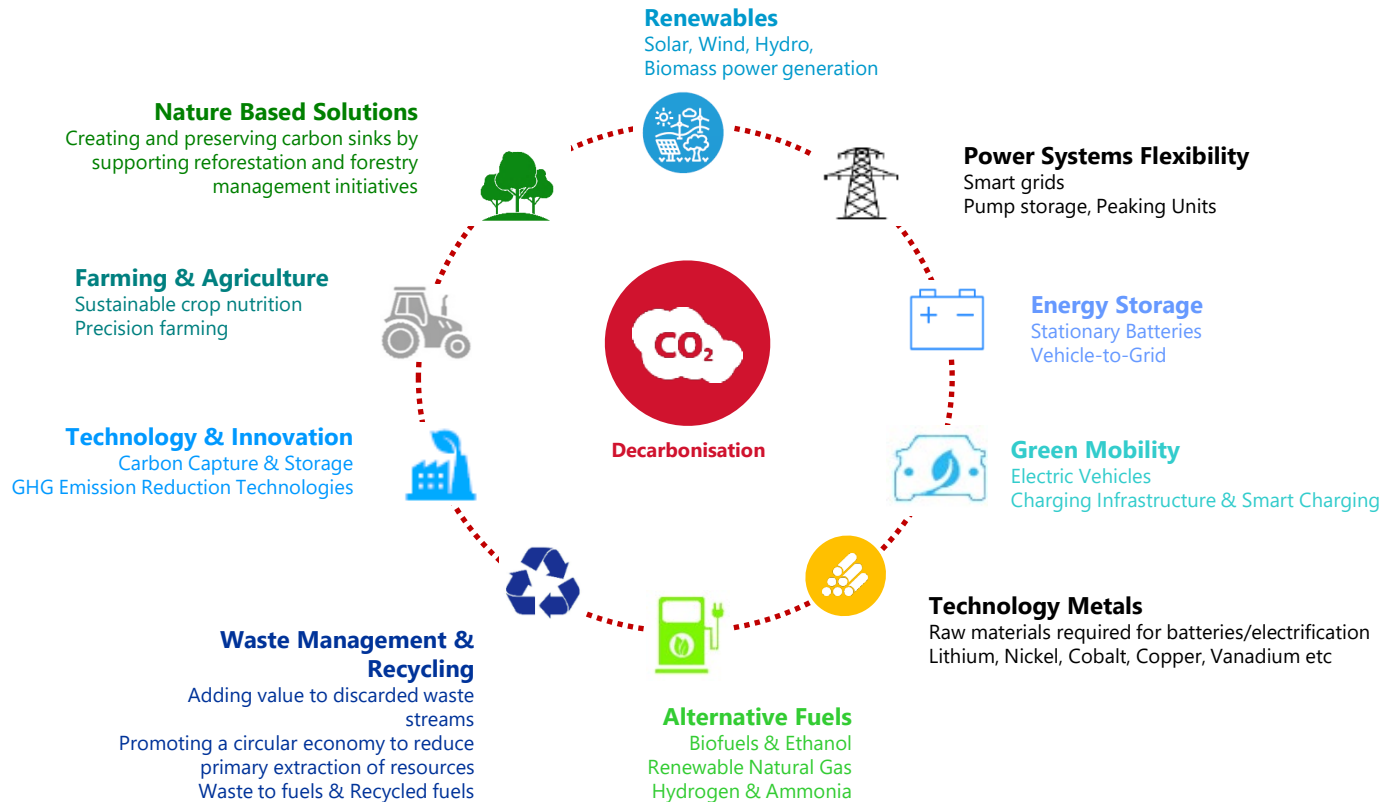 Renewables
Solar, Wind, Hydro,
Biomass power generation
Power Systems Flexibility
Smart grids
Pump storage, Peaking Units
Energy Storage
Stationary Batteries
Vehicle-to-Grid
Green Mobility
Electric Vehicles
Charging Infrastructure & Smart Charging
Technology Metals
Raw materials required for batteries/electrification
Lithium, Nickel, Cobalt, Copper, Vanadium etc
Alternative Fuels
Biofuels & Ethanol
Renewable Natural Gas
Hydrogen & Ammonia
Waste Management &
Recycling
Adding value to discarded waste
streams
Promoting a circular economy to reduce
primary extraction of resources
Waste to fuels & Recycled fuels
Technology & Innovation
Carbon Capture & Storage
GHG Emission Reduction Technologies
Farming & Agriculture
Sustainable crop nutrition
Precision farming
Nature Based Solutions
Creating and preserving carbon sinks by
supporting reforestation and forestry
management initiatives
CO₂
Decarbonisation